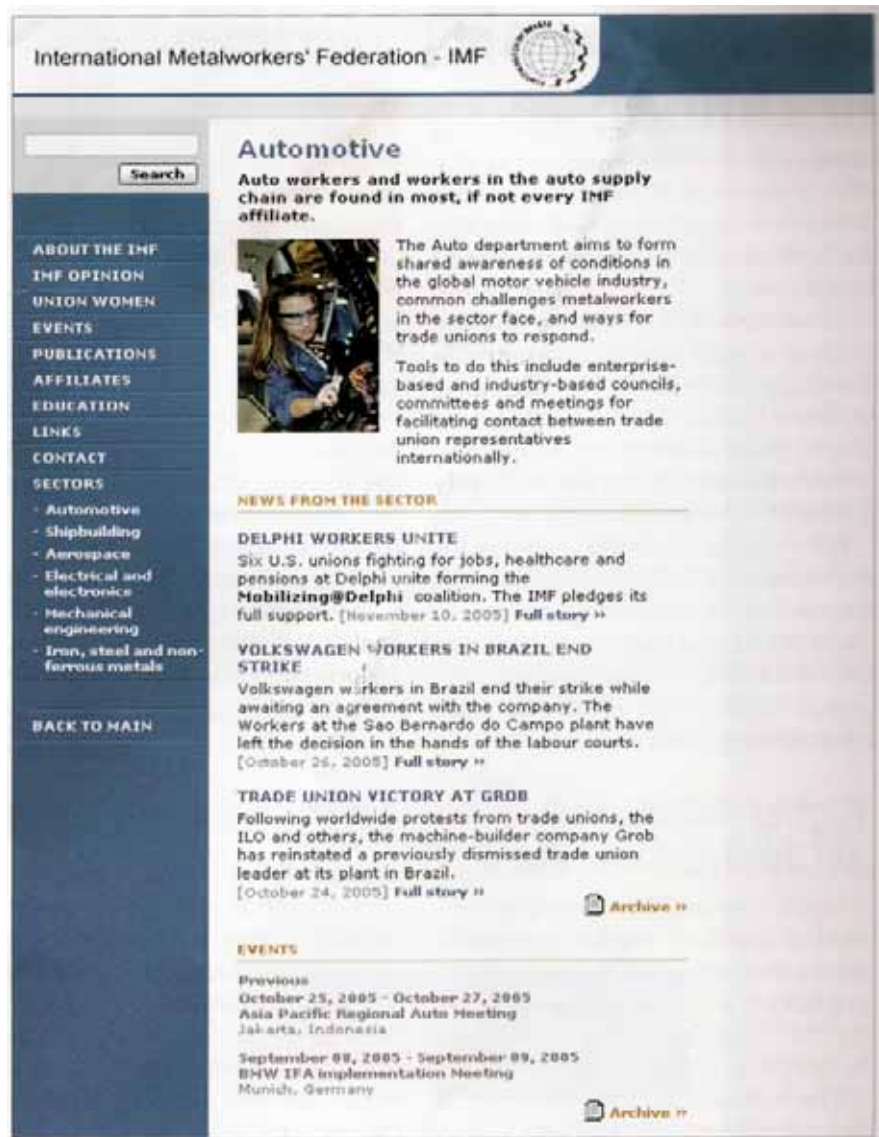 International Metalworkers' Federation - IMF
Search
ABOUT THE IMF
IMF OPINION
UNION WOMEN
EVENTS
PUBLICATIONS
AFFILIATES
EDUCATION
LINKS
CONTACT
SECTORS
- Automotive
- Shipbuilding
- Aerospace
- Electrical and
electronics
- Mechanical
engineering
- Iron, steel and non-
ferrous metals
BACK TO MAIN
Automotive
Auto workers and workers in the auto supply
chain are found in most, if not every IMF
affiliate.
The Auto department aims to form
shared awareness of conditions in
the global motor vehicle industry,
common challenges metalworkers
in the sector face, and ways for
trade unions to respond.
Tools to do this include enterprise-
based and industry-based councils,
committees and meetings for
facilitating contact between trade
union representatives
internationally.
NEWS FROM THE SECTOR
DELPHI WORKERS UNITE
Six U.S. unions fighting for jobs, healthcare and
pensions at Delphi unite forming the
Mobilizing@Delphi coalition. The IMF pledges its
full support. [November 10, 2005] Full story »
VOLKSWAGEN WORKERS IN BRAZIL END
STRIKE
Volkswagen workers in Brazil end their strike while
awaiting an agreement with the company. The
Workers at the Sao Bernardo do Campo plant have
left the decision in the hands of the labour courts.
[October 26, 2005] Full story »
TRADE UNION VICTORY AT GROB
Following worldwide protests from trade unions, the
ILO and others, the machine-builder company Grob
has reinstated a previously dismissed trade union
leader at its plant in Brazil.
[October 24, 2005] Full story »
Archive »
EVENTS
Previous
October 25, 2005 - October 27, 2005
Asia Pacific Regional Auto Meeting
Jakarta, Indonesia
September 08, 2005 - September 09, 2005
BMW IFA implementation Meeting
Munich, Germany
Archive »